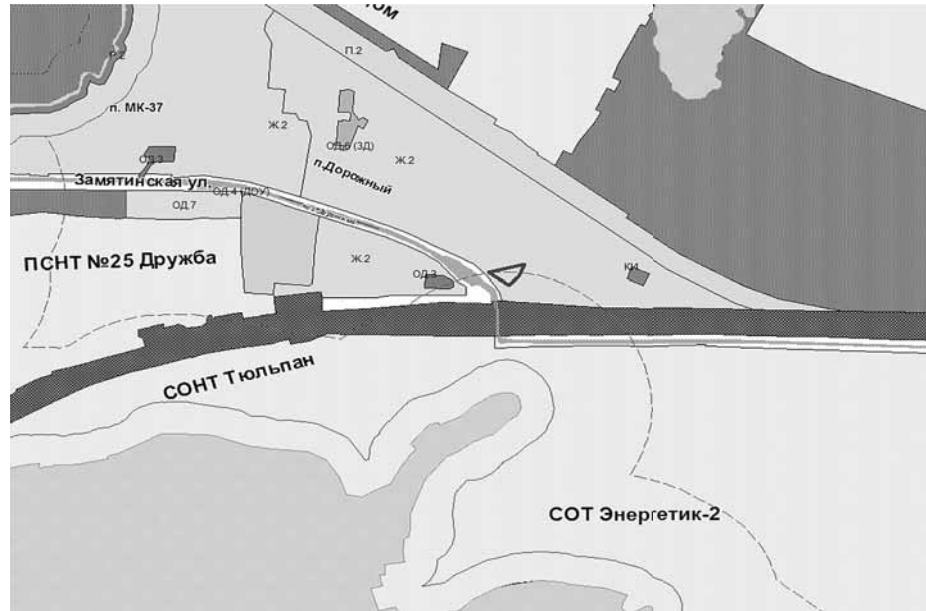 П.2
п. МК-37
Ж.2
ОД.6 (ЗД)
Ж.2
ОД.3
п.Дорожный
Замятинская ул.
ОД.4 (ДОУ)
ОД.7
ПСНТ №25 Дружба
Ж.2
ОД.3
КИ
СОНТ Тюльпан
СОТ Энергетик-2